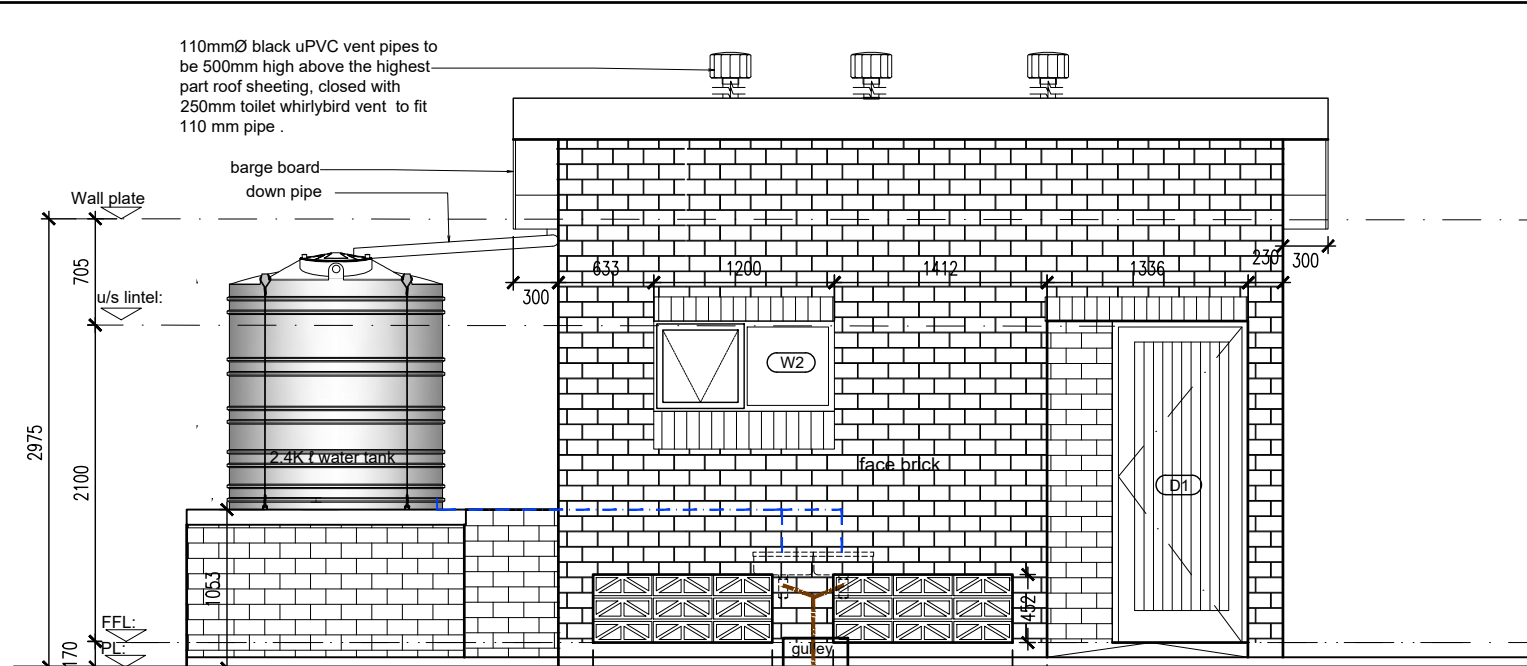 110mmØ black uPVC vent pipes to
be 500mm high above the highest
part roof sheeting, closed with
250mm toilet whirlybird vent to fit
110 mm pipe .
barge board
down pipe
Wall plate
705
u/s lintel:
2975
2100
300
633
1200
1412
1336
230
300
W2
2.4K ℓ water tank
face brick
D1
1053
452
FFL:
PL:
170
gulley